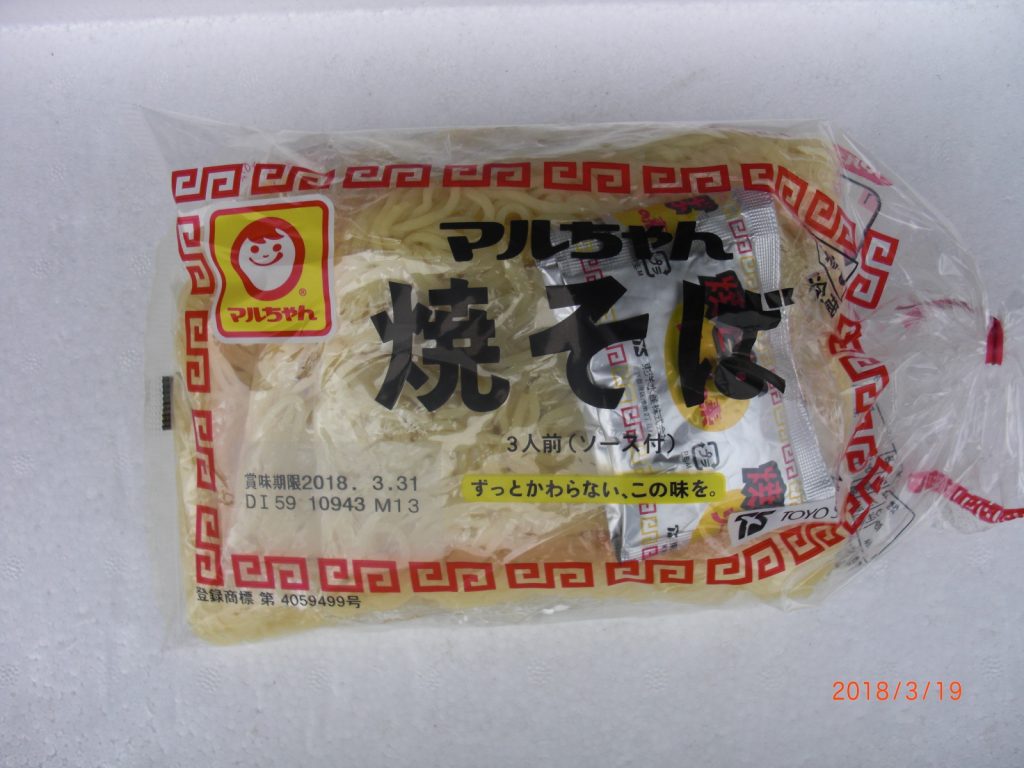 マルちゃん
®
マルちゃん
焼そば
3人前(ソース付)
賞味期限2018. 3.31
DI59 10943 M13
ずっとかわらない、この味を。
TS TOYO S
登録商標 第 4059499号
2018/3/19